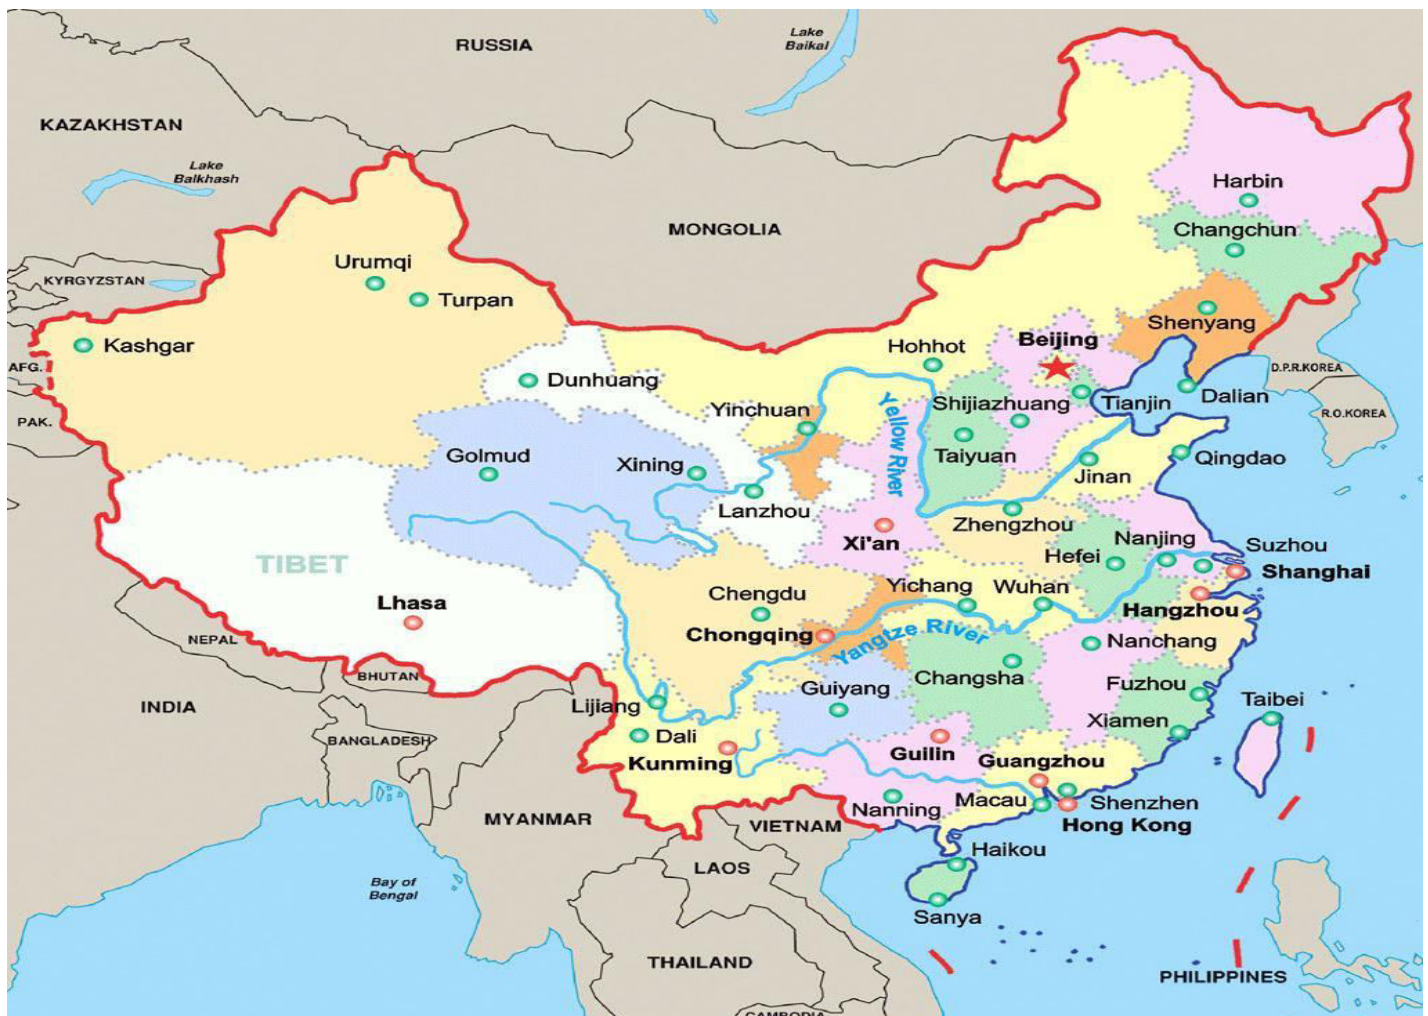 RUSSIA
Lake
Baikal
KAZAKHSTAN
Lake
Balkhash
Harbin
MONGOLIA
Changchun
Urumqi
KYRGYZSTAN
Turpan
Shenyang
Beijing
Hohhot
Kashgar
AFG.
D.P.R.KOREA
Dunhuang
Dalian
Tianjin
Shijiazhuang
Yinchuan
R.O.KOREA
PAK.
Yellow River
Golmud
Xining
Taiyuan
Qingdao
Jinan
Lanzhou
Zhengzhou
Xi'an
Nanjing
Suzhou
Hefei
TIBET
Shanghai
Yichang
Wuhan
Chengdu
Lhasa
Hangzhou
Chongqing
Yangtze River
NEPAL
Nanchang
BHUTAN
Changsha
Guiyang
Fuzhou
INDIA
Lijiang
Taibei
Xiamen
Dali
BANGLADESH
Guilin
Kunming
Guangzhou
Macau
Shenzhen
Nanning
MYANMAR
VIETNAM
Hong Kong
Haikou
LAOS
Bay of
Bengal
Sanya
THAILAND
PHILIPPINES
CAMBODIA